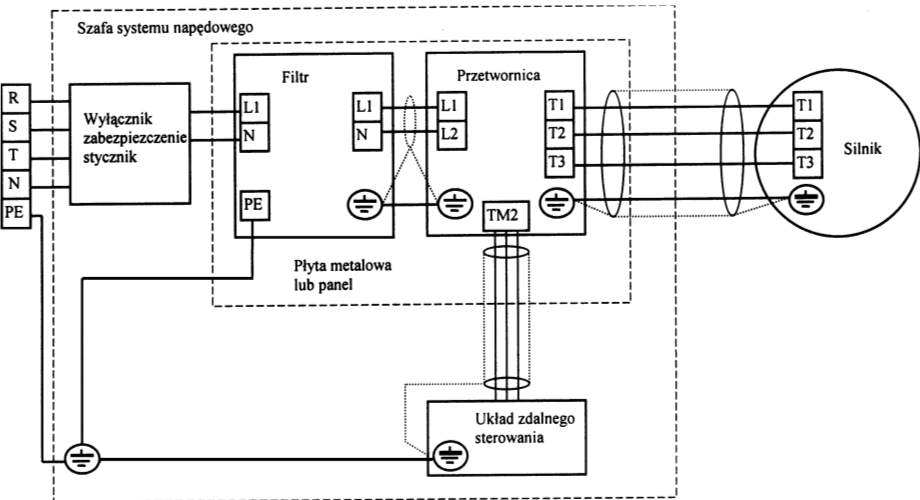 Szafa systemu napędowego
Filtr
Przetwornica
R
S
T
N
PE
Wyłącznik
zabezpiezczenie
stycznik
L1
N
PE
L1
N
L1
L2
T1
T2
T3
TM2
T1
T2
T3
Silnik
Płyta metalowa
lub panel
Układ zdalnego
sterowania